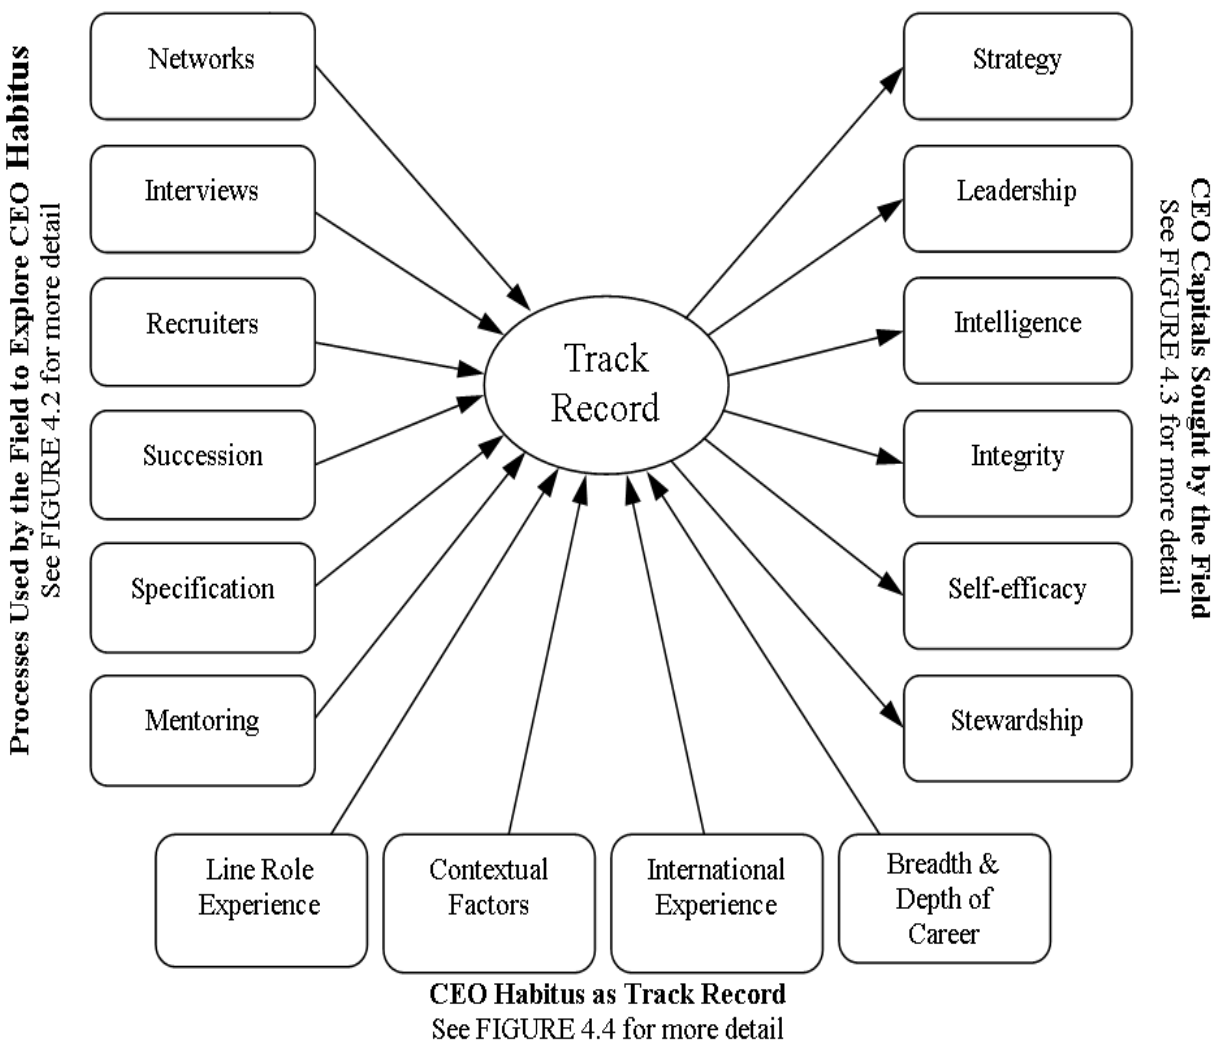 Processes Used by the Field to Explore CEO Habitus
See FIGURE 4.2 for more detail
Networks
Interviews
Recruiters
Succession
Specification
Mentoring
Track
Record
Strategy
Leadership
Intelligence
Integrity
Self-efficacy
Stewardship
CEO Capitals Sought by the Field
See FIGURE 4.3 for more detail
Line Role
Experience
Contextual
Factors
International
Experience
Breadth &
Depth of
Career
CEO Habitus as Track Record
See FIGURE 4.4 for more detail